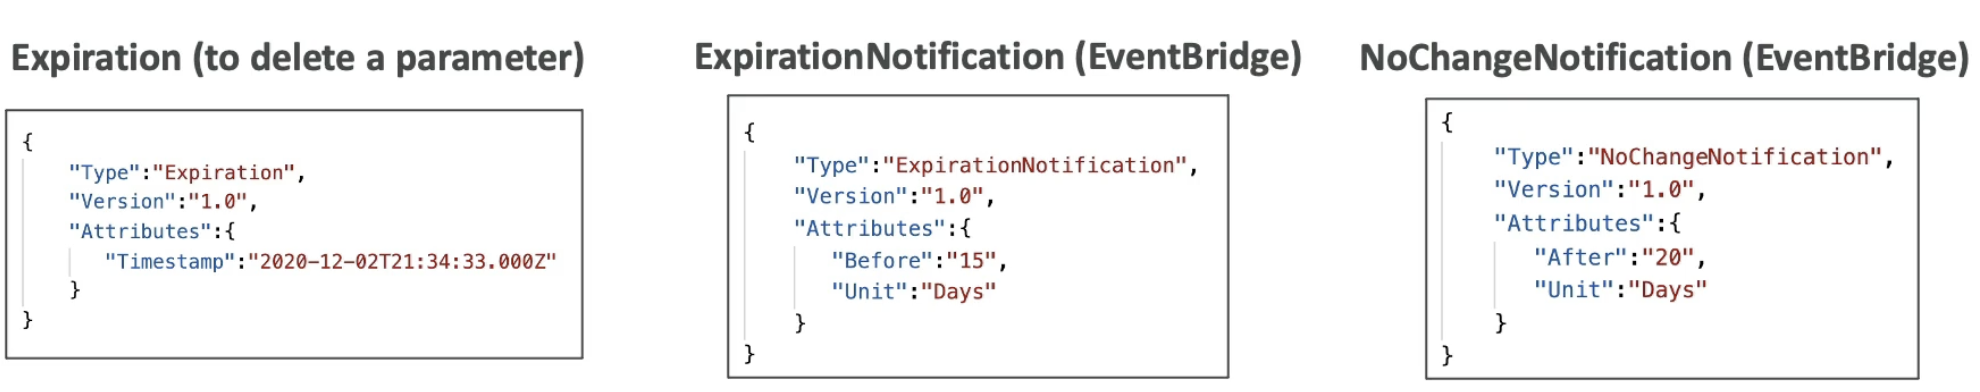 Expiration (to delete a parameter)
{
"Type":"Expiration",
"Version":"1.0",
"Attributes":{
"Timestamp":"2020-12-02T21:34:33.000Z"
}
}
ExpirationNotification (EventBridge)
{
"Type":"ExpirationNotification",
"Version":"1.0",
"Attributes":{
"Before":"15",
"Unit":"Days"
}
}
NoChangeNotification (EventBridge)
{
"Type":"NoChangeNotification",
"Version":"1.0",
"Attributes":{
"After":"20",
"Unit":"Days"
}
}